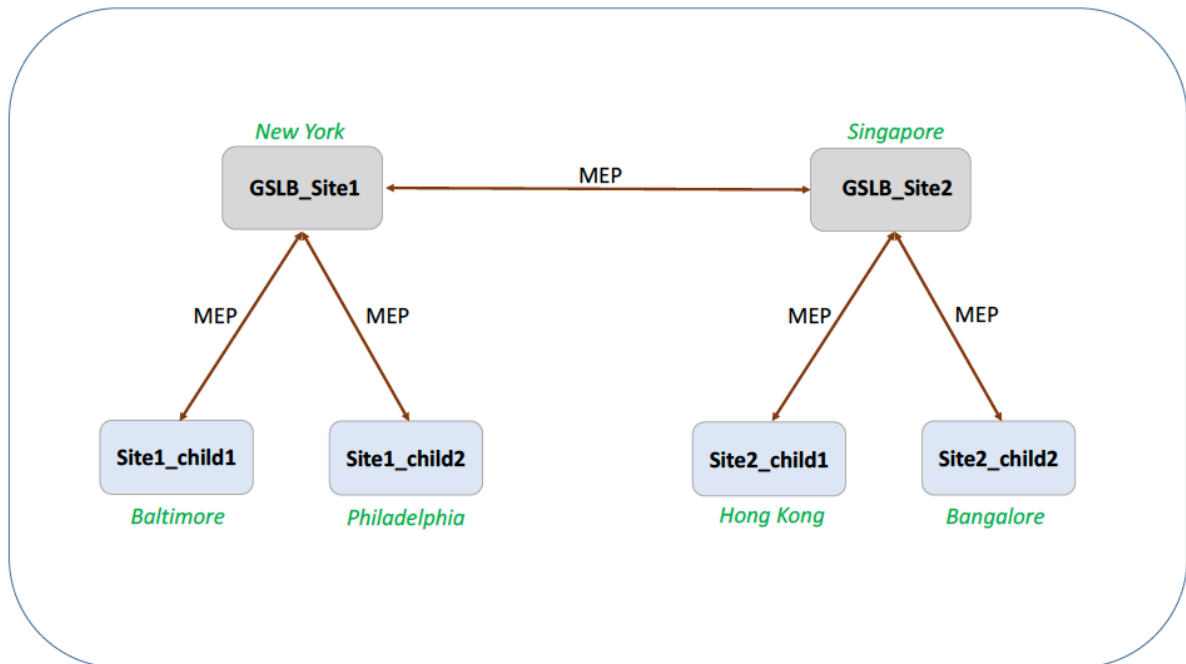 New York
Singapore
GSLB_Site1
MEP
GSLB_Site2
MEP
MEP
MEP
MEP
Site1_child1
Site1_child2
Site2_child1
Site2_child2
Baltimore
Philadelphia
Hong Kong
Bangalore